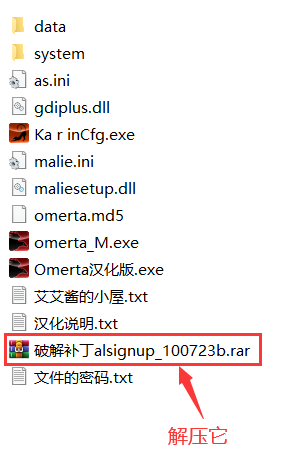 data
system
as.ini
gdiplus.dll
Ka r inCfg.exe
malie.ini
maliesetup.dll
omerta.md5
omerta_M.exe
Omerta汉化版.exe
艾艾酱的小屋.txt
汉化说明.txt
破解补丁alsignup_100723b.rar
文件的密码.txt
解压它